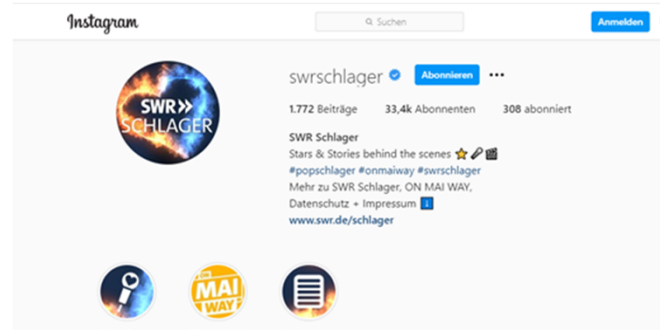 Instagram
Suchen
Anmelden
SWR»
SCHLAGER
swrschlager
Abonnieren
1.772 Beiträge 33,4k Abonnenten 308 abonniert
SWR Schlager
Stars & Stories behind the scenes
#popschlager #onmaiway #swrschlager
Mehr zu SWR Schlager, ON MAI WAY,
Datenschutz + Impressum
www.swr.de/schlager
ON
MAI
WAY